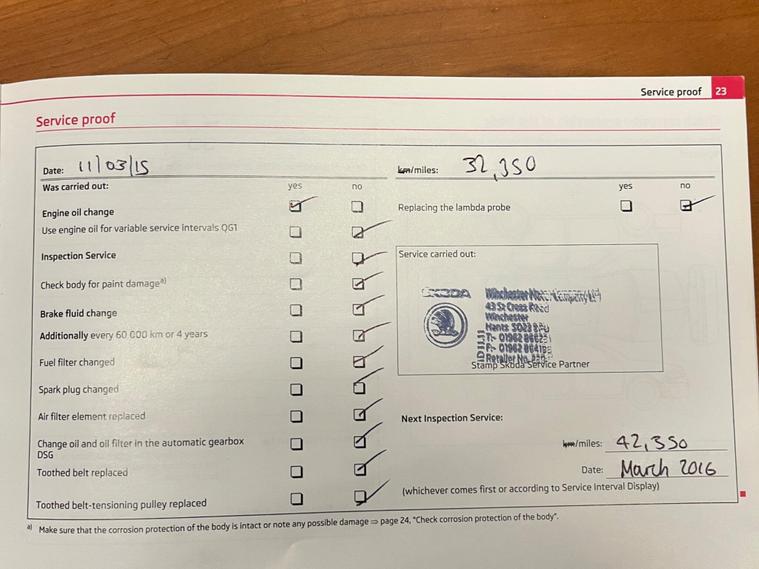 Service proof 23
Service proof
Date: 11/03/15 km/miles: 32,350
Was carried out: yes no yes no
Engine oil change Replacing the lambda probe
Use engine oil for variable service intervals QG1
Inspection Service Service carried out:
Check body for paint damage a)
ŠKODA Winchester
43 St Cross Road
Brake fluid change
Winchester
Hants SO23
Additionally every 60 000 km or 4 years
T:- 01962
F:- 01962
Fuel filter changed
Retailer No.
Stamp Skoda Service Partner
Spark plug changed
Air filter element replaced Next Inspection Service:
Change oil and oil filter in the automatic gearbox km/miles: 42,350
DSG
Toothed belt replaced Date: March 2016
(whichever comes first or according to Service Interval Display)
Toothed belt-tensioning pulley replaced
a) Make sure that the corrosion protection of the body is intact or note any possible damage ⇒ page 24, "Check corrosion protection of the body".